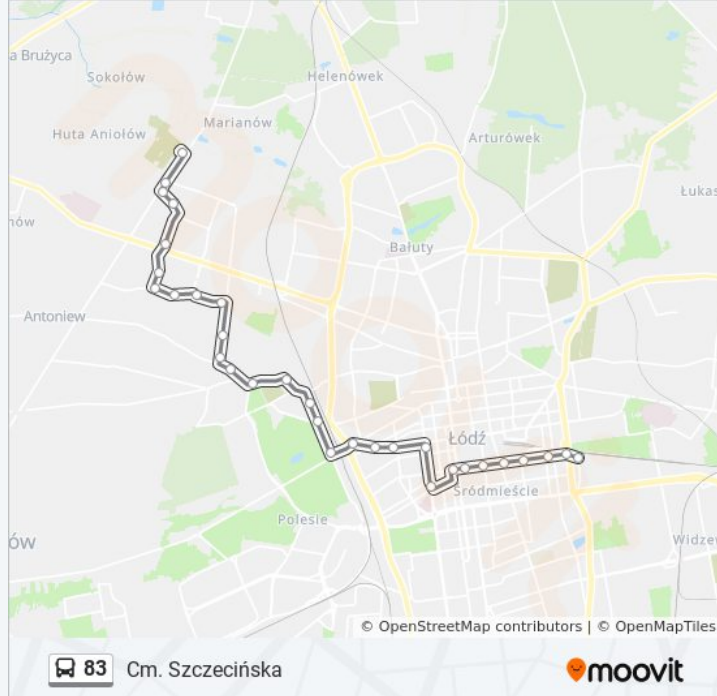 a Brużyca
Sokołów
Helenówek
Huta Aniołów
Marianów
Arturówek
Łukas
nów
Bałuty
Antoniew
Łódź
Śródmieście
Polesie
ów
Widzew
© OpenStreetMap contributors | © OpenMapTiles
83 Cm. Szczecińska
moovit